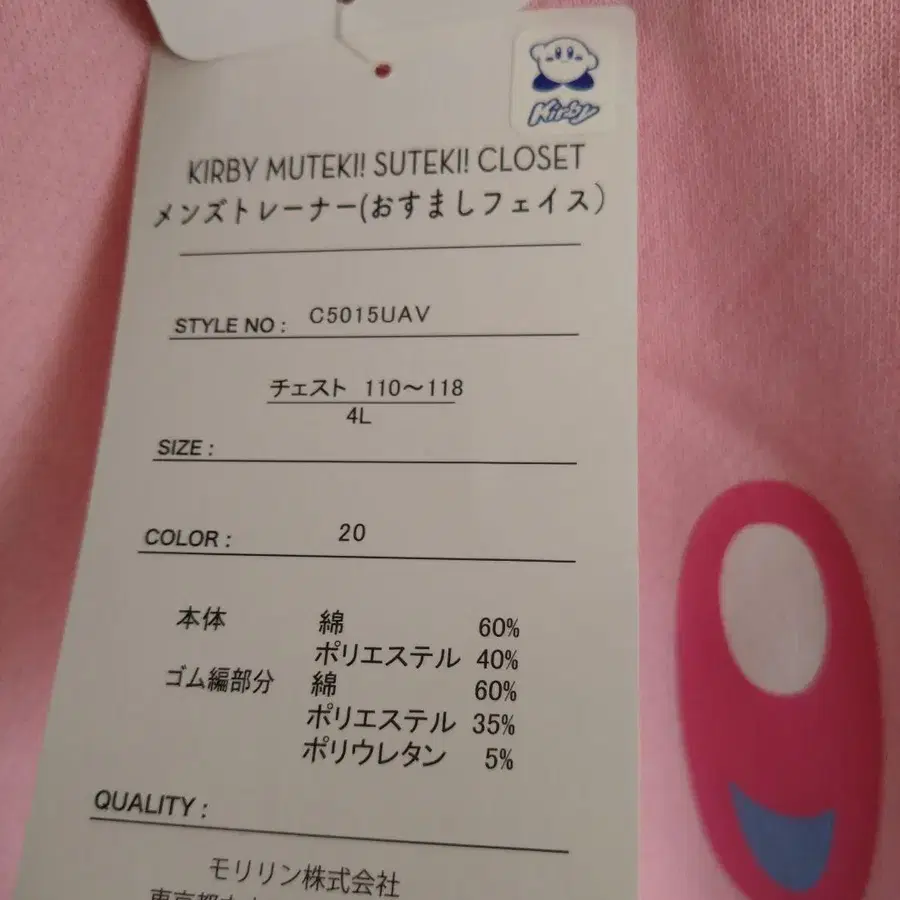 Kirby
KIRBY MUTEKI! SUTEKI! CLOSET
メンズトレーナー(おすましフェイス)
STYLE NO : C5015UAV
チェスト 110～118
4L
SIZE :
COLOR : 20
本体 綿 60%
ポリエステル 40%
ゴム編部分 綿 60%
ポリエステル 35%
ポリウレタン 5%
QUALITY :
モリリン株式会社
東京都